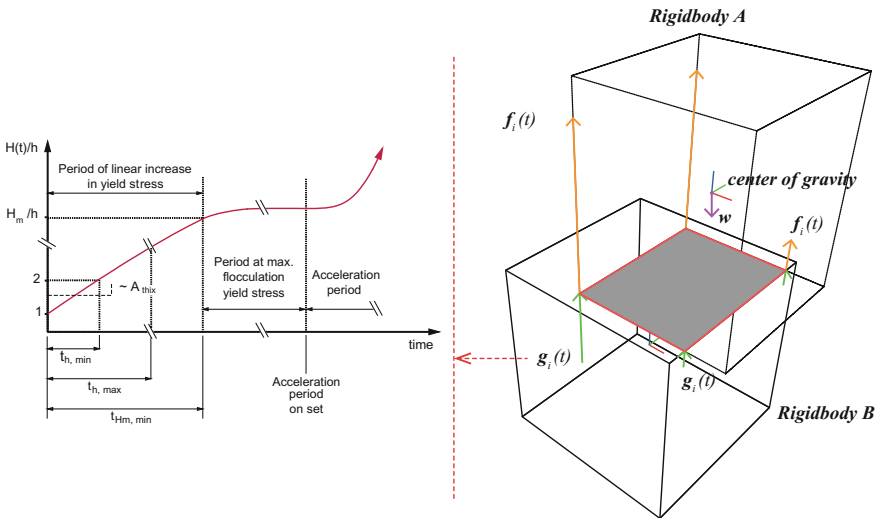 H(t)/h
Period of linear increase
in yield stress
H_m /h
2
~ A_thix
1
Period at max.
flocculation
yield stress
Acceleration
period
time
t_h, min
t_h, max
t_Hm, min
Acceleration
period
on set
Rigidbody A
f_i(t)
center of gravity
w
f_i(t)
g_i(t)
g_i(t)
Rigidbody B